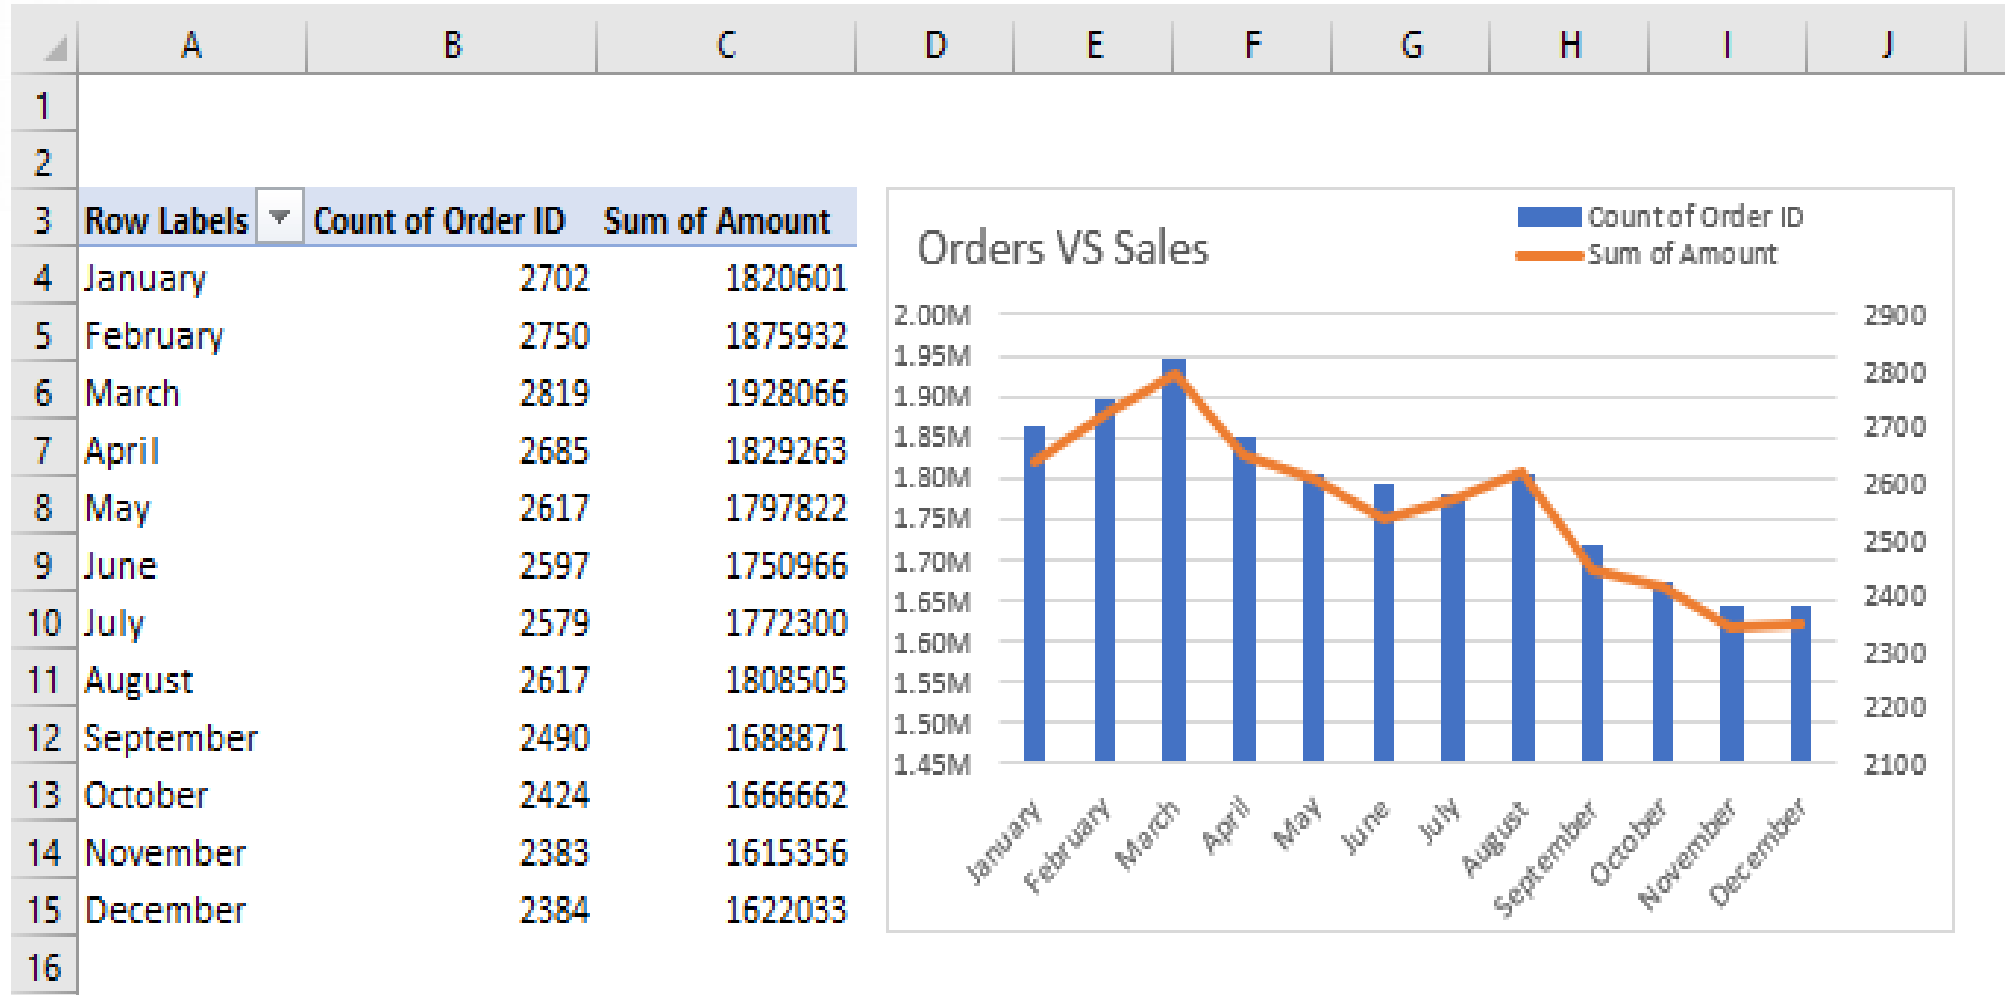 A B C D E F G H I J
1
2
3 Row Labels Count of Order ID Sum of Amount
4 January 2702 1820601
5 February 2750 1875932
6 March 2819 1928066
7 April 2685 1829263
8 May 2617 1797822
9 June 2597 1750966
10 July 2579 1772300
11 August 2617 1808505
12 September 2490 1688871
13 October 2424 1666662
14 November 2383 1615356
15 December 2384 1622033
16
Orders VS Sales
Count of Order ID
Sum of Amount
2.00M
1.95M
1.90M
1.85M
1.80M
1.75M
1.70M
1.65M
1.60M
1.55M
1.50M
1.45M
2900
2800
2700
2600
2500
2400
2300
2200
2100
January
February
March
April
May
June
July
August
September
October
November
December